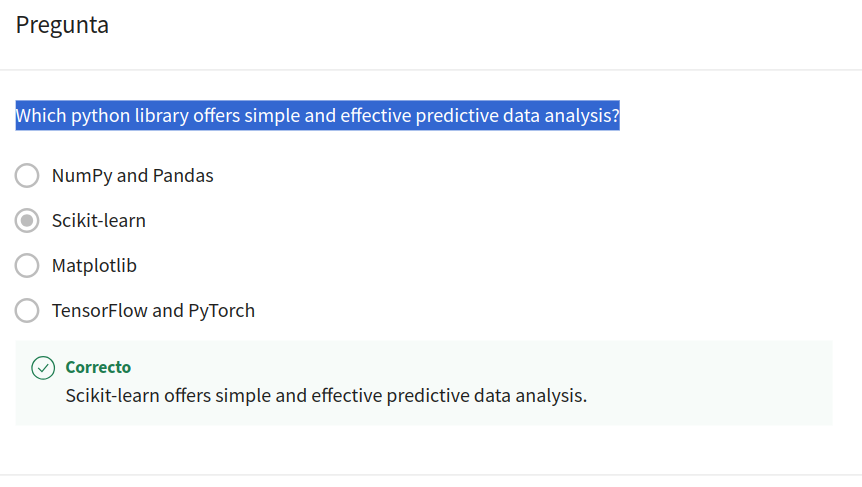 Pregunta
Which python library offers simple and effective predictive data analysis?
NumPy and Pandas
Scikit-learn
Matplotlib
TensorFlow and PyTorch
Correcto
Scikit-learn offers simple and effective predictive data analysis.